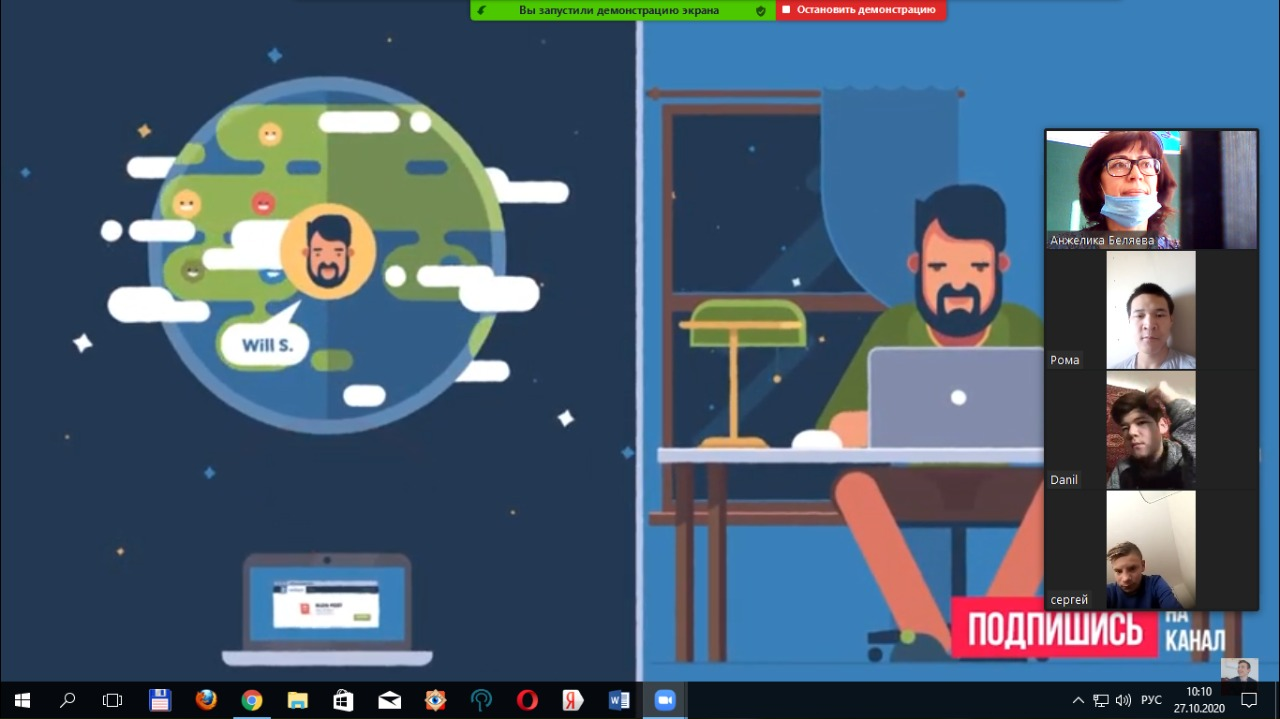 Вы запустили демонстрацию экрана
Остановить демонстрацию
Will S.
Анжелика Беляева
Рома
Danil
сергей
ПОДПИШИСЬ
НА
КАНАЛ
РУС
10:10
27.10.2020